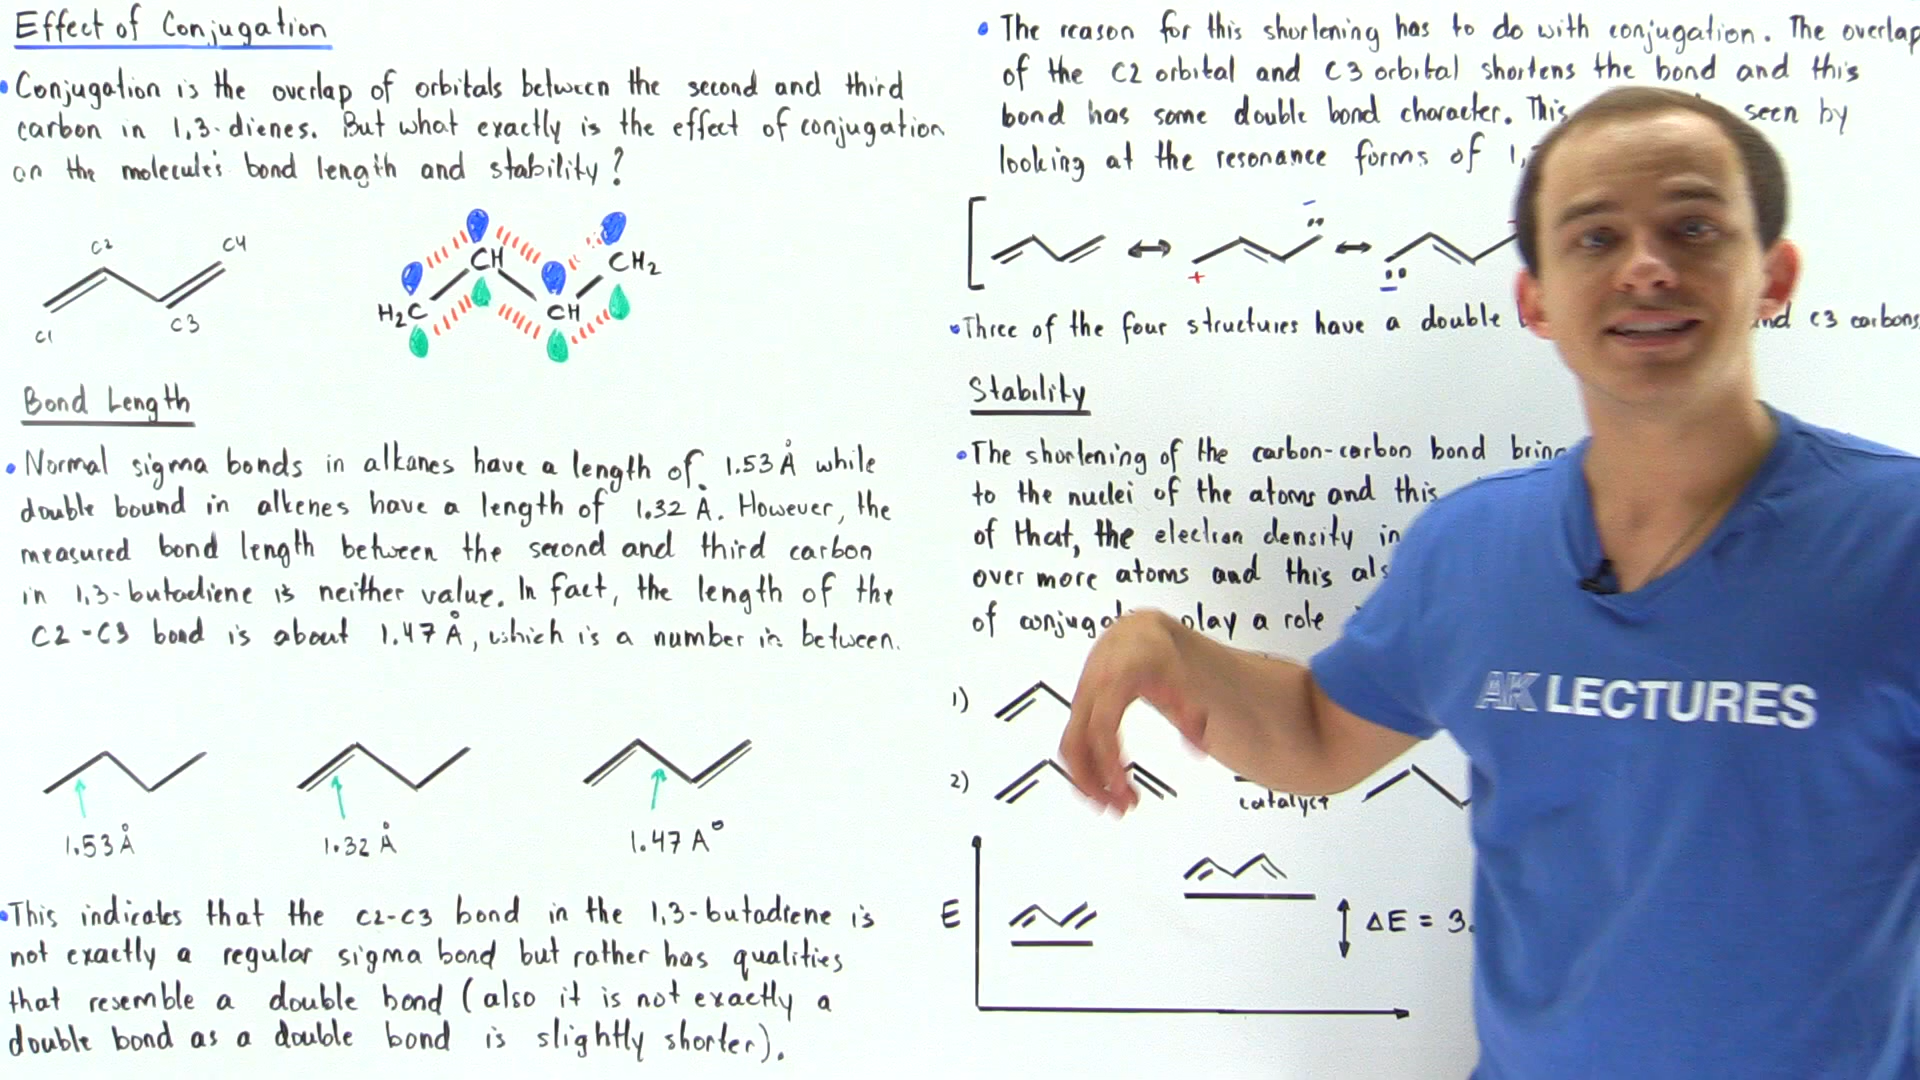 Effect of Conjugation
• Conjugation is the overlap of orbitals between the second and third
carbon in 1,3-dienes. But what exactly is the effect of conjugation
on the molecule's bond length and stability?
C1
C2
C3
C4
H2C
CH
CH
CH2
Bond Length
• Normal sigma bonds in alkanes have a length of 1.53 Å while
double bound in alkenes have a length of 1.32 Å. However, the
measured bond length between the second and third carbon
in 1,3-butadiene is neither value. In fact, the length of the
C2-C3 bond is about 1.47 Å, which is a number in between.
1.53 Å
1.32 Å
1.47 A°
• This indicates that the C2-C3 bond in the 1,3-butadiene is
not exactly a regular sigma bond but rather has qualities
that resemble a double bond (also it is not exactly a
double bond as a double bond is slightly shorter).
• The reason for this shortening has to do with conjugation. The overlap
of the C2 orbital and C3 orbital shortens the bond and this
bond has some double bond character. This seen by
looking at the resonance forms of 1,
+
• Three of the four structures have a double and C3 carbons
Stability
• The shortening of the carbon-carbon bond
to the nuclei of the atoms and this
of that, the electron density in
over more atoms and this
of play a role
1)
2)
catalyst
E
ΔE = 3.
AK LECTURES